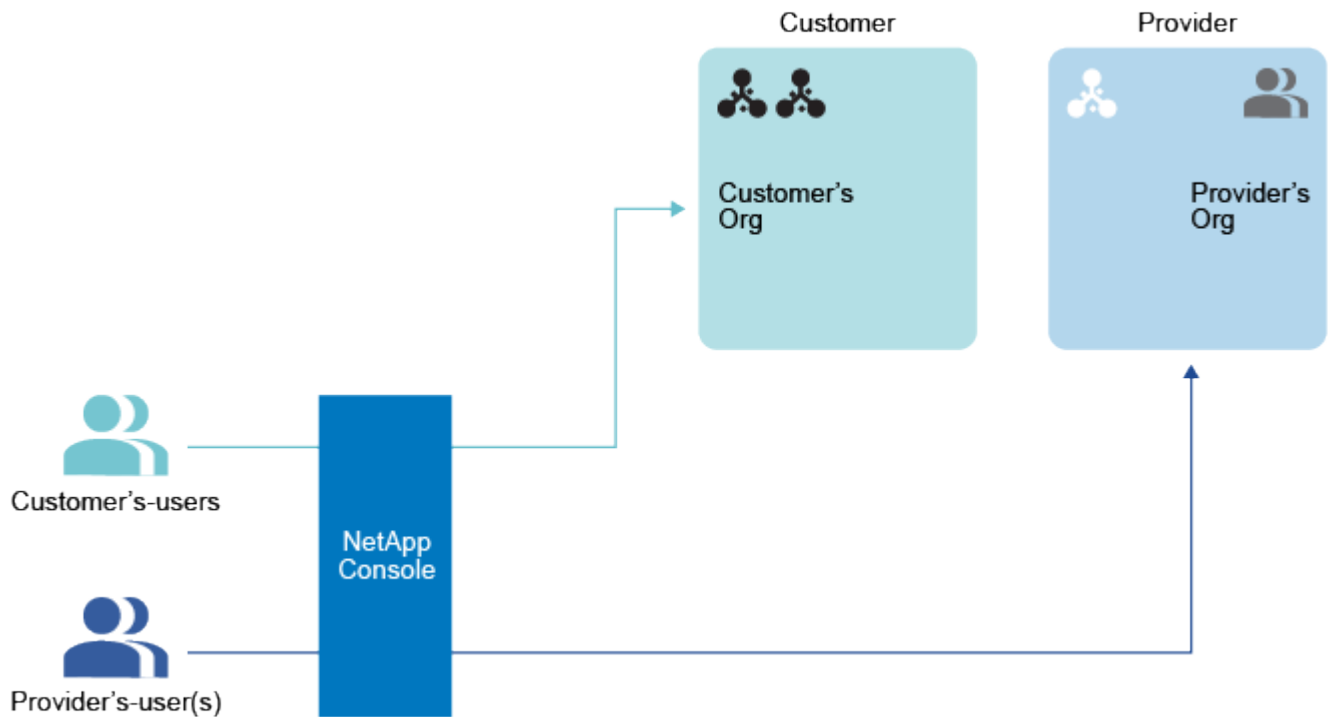 Customer
Provider
Customer's
Org
Provider's
Org
Customer's-users
NetApp
Console
Provider's-user(s)